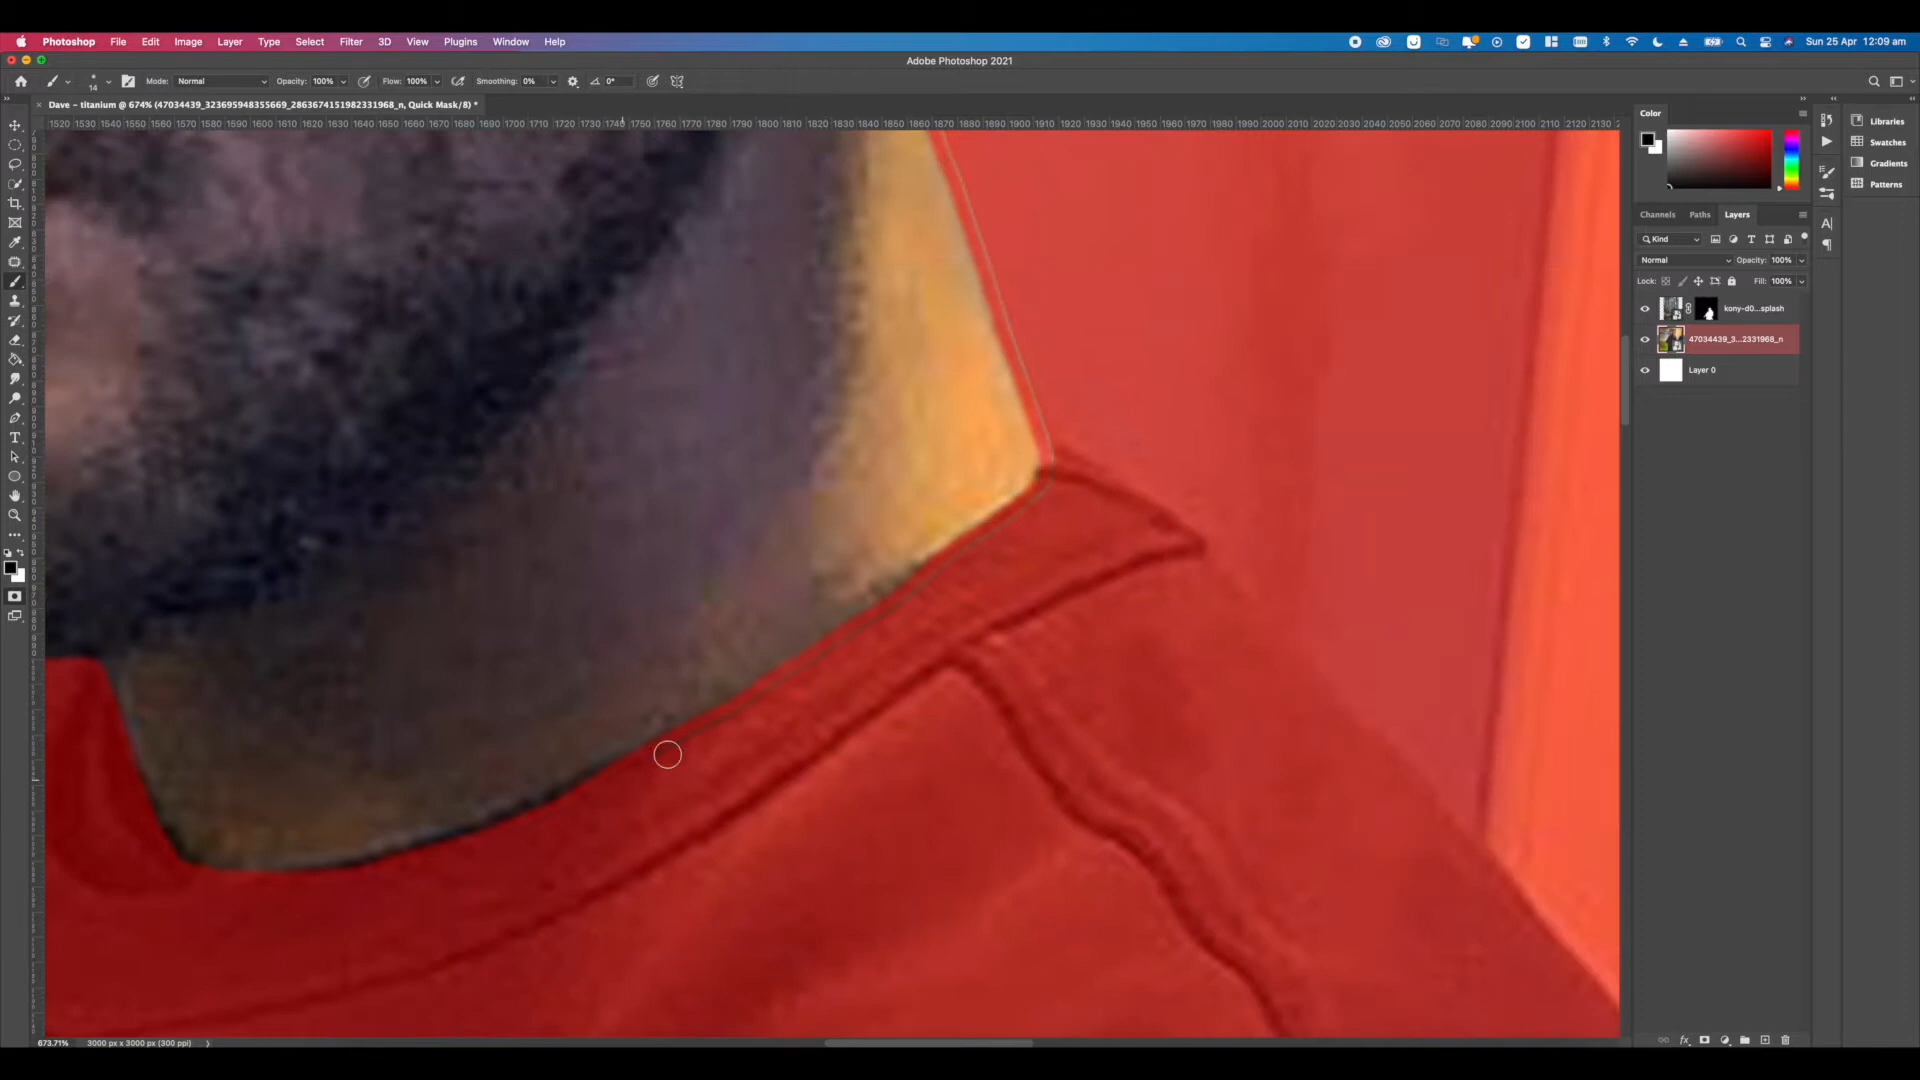 Photoshop File Edit Image Layer Type Select Filter 3D View Plugins Window Help Sun 25 Apr 12:09 am
Adobe Photoshop 2021
14 Mode: Normal Opacity: 100% Flow: 100% Smoothing: 0% 0°
Dave – titanium @ 674% (47034439_323695948355669_2863674151982331968_n, Quick Mask/8) *
1520 1530 1540 1550 1560 1570 1580 1590 1600 1610 1620 1630 1640 1650 1660 1670 1680 1690 1700 1710 1720 1730 1740 1750 1760 1770 1780 1790 1800 1810 1820 1830 1840 1850 1860 1870 1880 1890 1900 1910 1920 1930 1940 1950 1960 1970 1980 1990 2000 2010 2020 2030 2040 2050 2060 2070 2080 2090 2100 2110 2120 2130
Color
Libraries
Swatches
Gradients
Patterns
Channels Paths Layers
Kind
Normal Opacity: 100%
Lock: Fill: 100%
kony-d0...splash
47034439_3...2331968_n
Layer 0
673.71% 3000 px x 3000 px (300 ppi)